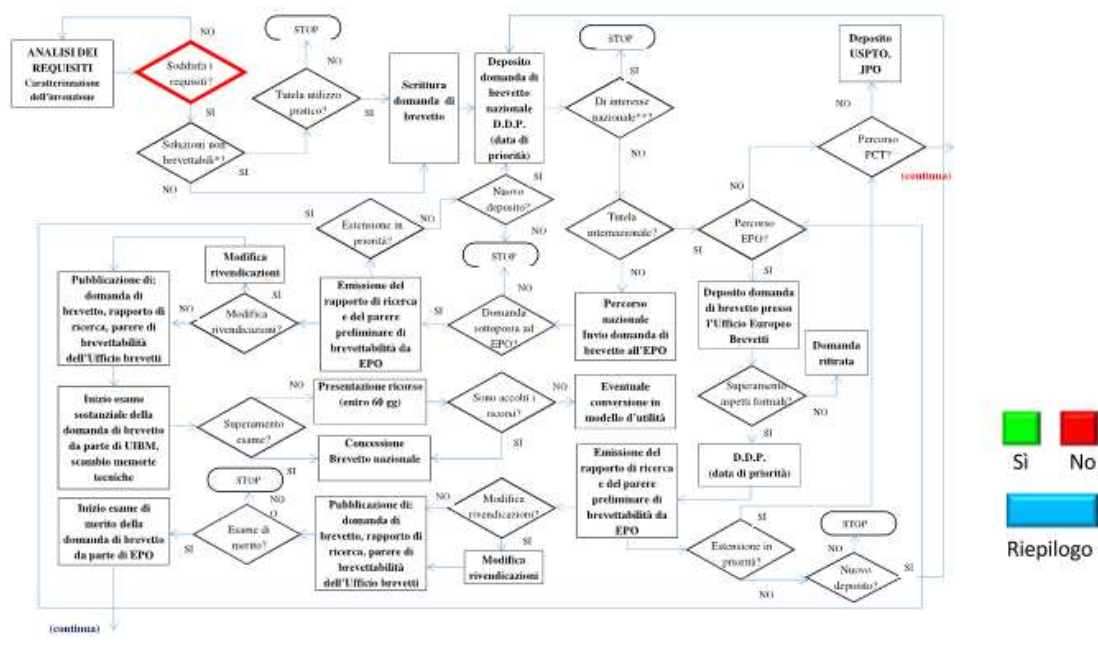 NO
STOP
STOP
ANALISI DEI
REQUISITI
Caratterizzazione
dell'invenzione
Soddisfa i
requisiti?
NO
Tutela utilizzo
pratico?
SI
Scrittura
domanda di
brevetto
Deposito
domanda di
brevetto
nazionale
D.D.P.
(data di
priorità)
SI
Di interesse
nazionale**?
Deposito
USPTO,
JPO
NO
SI
Soluzioni non
brevettabili*?
SI
NO
NO
Percorso
PCT?
(continua)
SI
SI
Estensione in
priorità?
NO
Nuovo
deposito?
NO
STOP
Tutela
internazionale?
SI
NO
Percorso
EPO?
NO
SI
Modifica
rivendicazioni
Pubblicazione di:
domanda di
brevetto, rapporto di
ricerca, parere di
brevettabilità
dell'Ufficio brevetti
NO
SI
Modifica
rivendicazioni?
Emissione del
rapporto di ricerca
e del parere
preliminare di
brevettabilità da
EPO
SI
NO
Domanda
sottoposta ad
EPO?
Percorso
nazionale
Invio domanda di
brevetto all'EPO
Deposito domanda
di brevetto presso
l'Ufficio Europeo
Brevetti
Domanda
ritirata
Inizio esame
sostanziale della
domanda di brevetto
da parte di UIBM,
scambio memorie
tecniche
NO
Superamento
esame?
SI
Presentazione ricorso
(entro 60 gg)
Sono accolti i
ricorsi?
NO
SI
Eventuale
conversione in
modello d'utilità
Superamento
aspetti formali?
NO
SI
Concessione
Brevetto nazionale
D.D.P.
(data di priorità)
Emissione del
rapporto di ricerca
e del parere
preliminare di
brevettabilità da
EPO
STOP
NO
O
Inizio esame di
merito della
domanda di brevetto
da parte di EPO
SI
Esame di
merito?
Pubblicazione di:
domanda di
brevetto, rapporto di
ricerca, parere di
brevettabilità
dell'Ufficio brevetti
NO
Modifica
rivendicazioni?
SI
Modifica
rivendicazioni
SI
Estensione in
priorità?
NO
STOP
NO
Nuovo
deposito?
SI
(continua)
Sì
No
Riepilogo